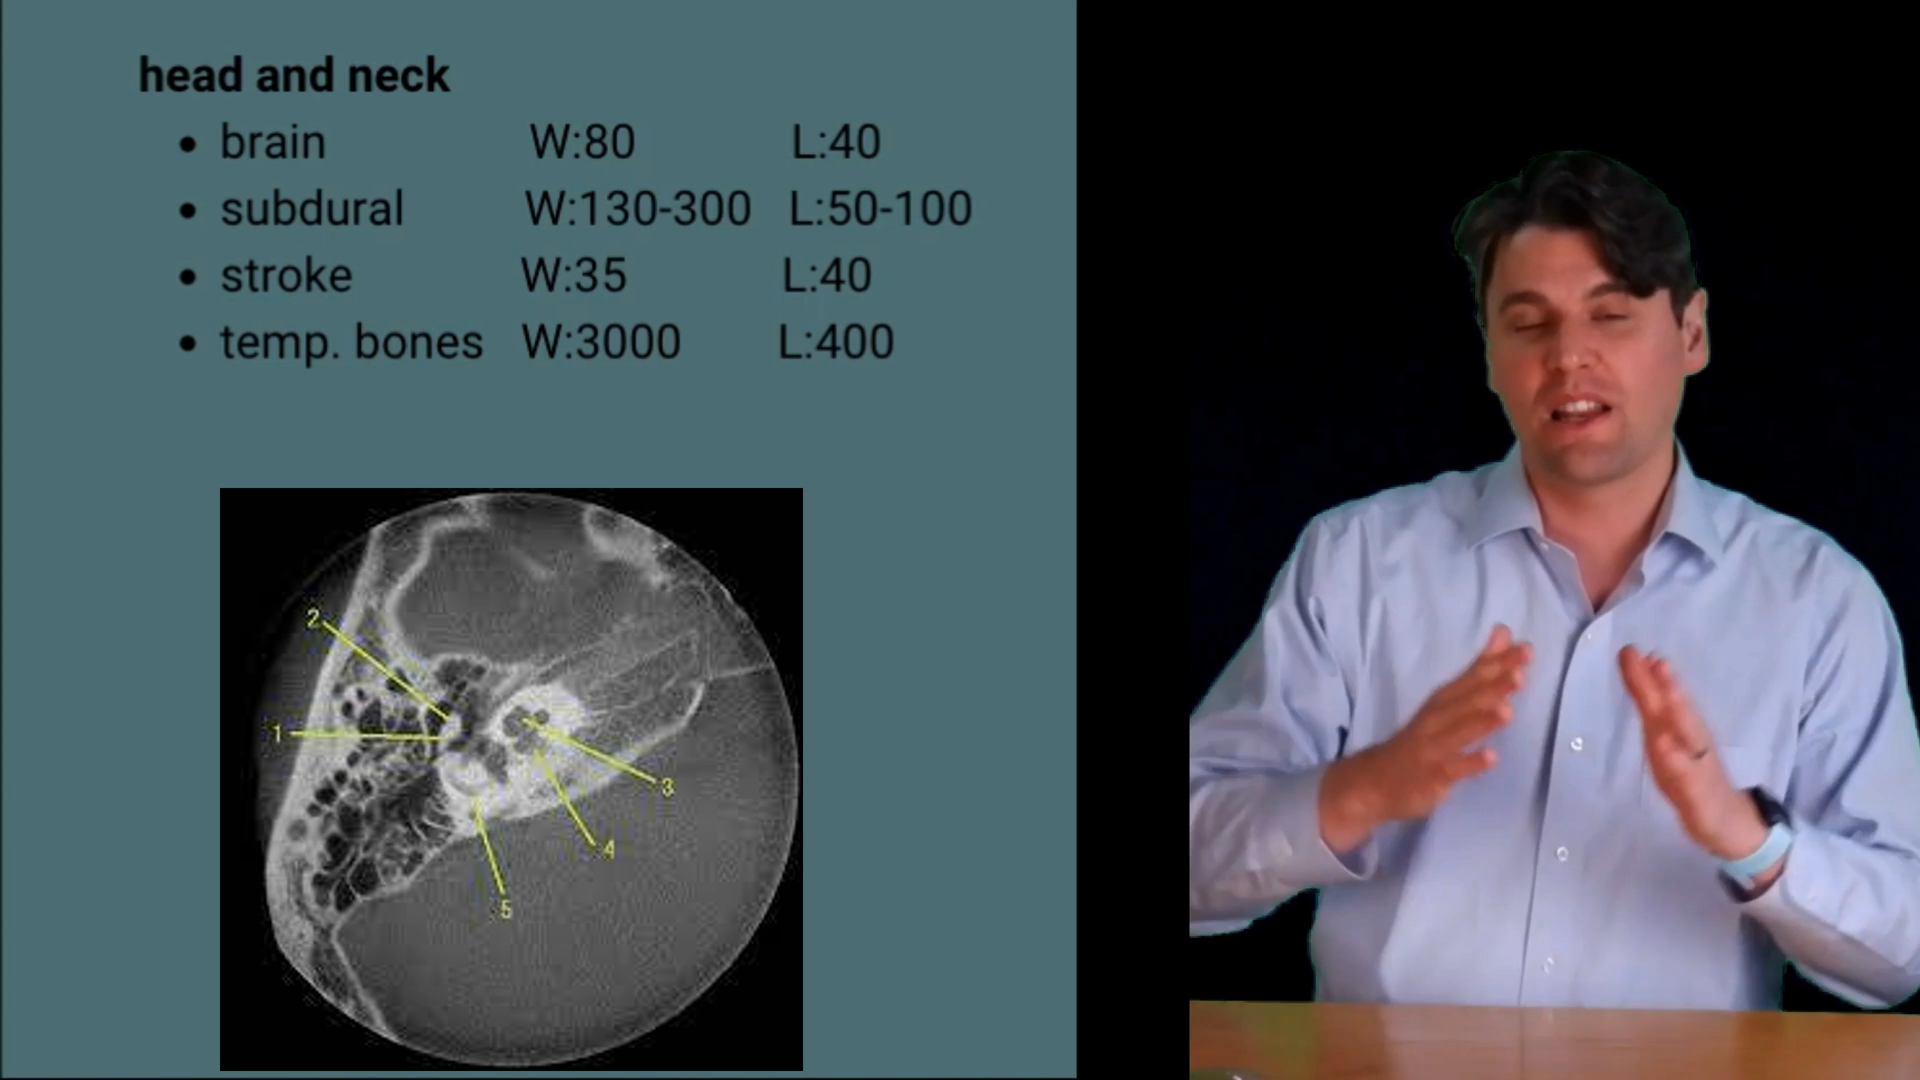 head and neck
• brain W:80 L:40
• subdural W:130-300 L:50-100
• stroke W:35 L:40
• temp. bones W:3000 L:400
2
1
3
4
5